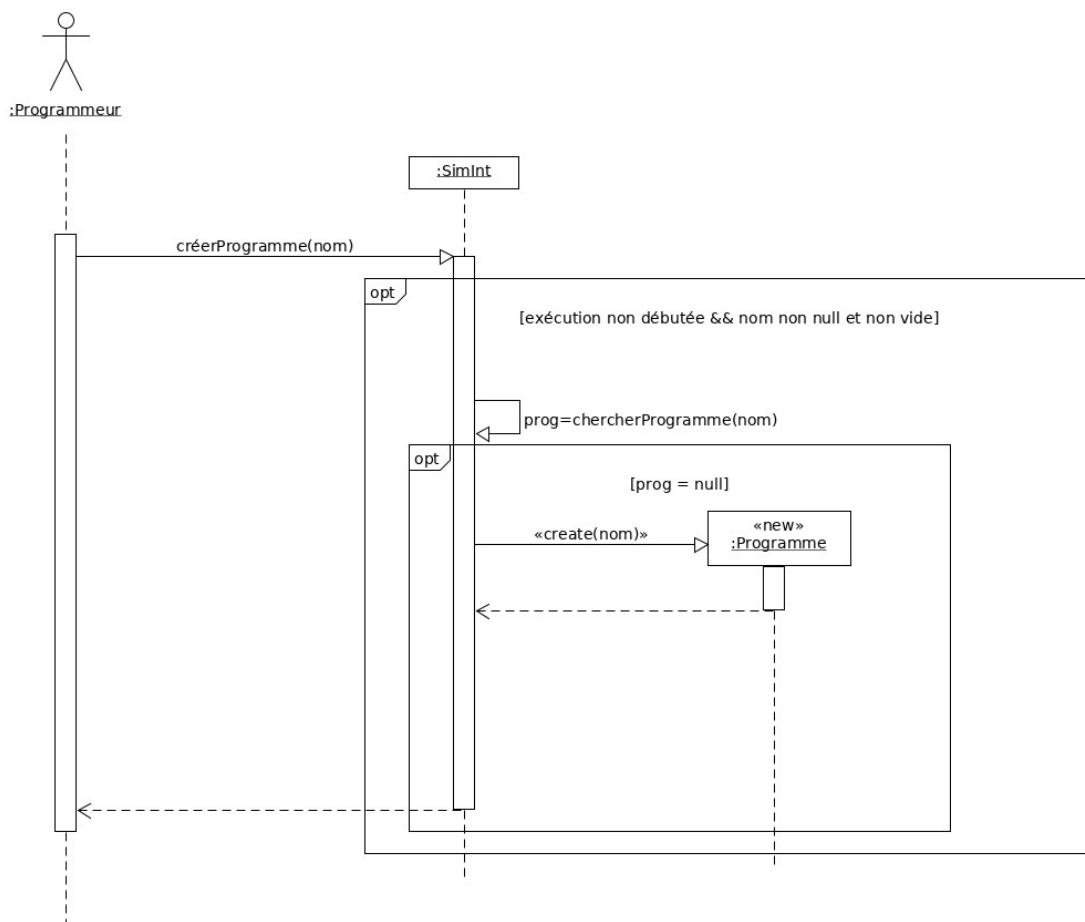 :Programmeur
:SimInt
créerProgramme(nom)
opt
[exécution non débutée && nom non null et non vide]
prog=chercherProgramme(nom)
opt
[prog = null]
«new»
«create(nom)»
:Programme